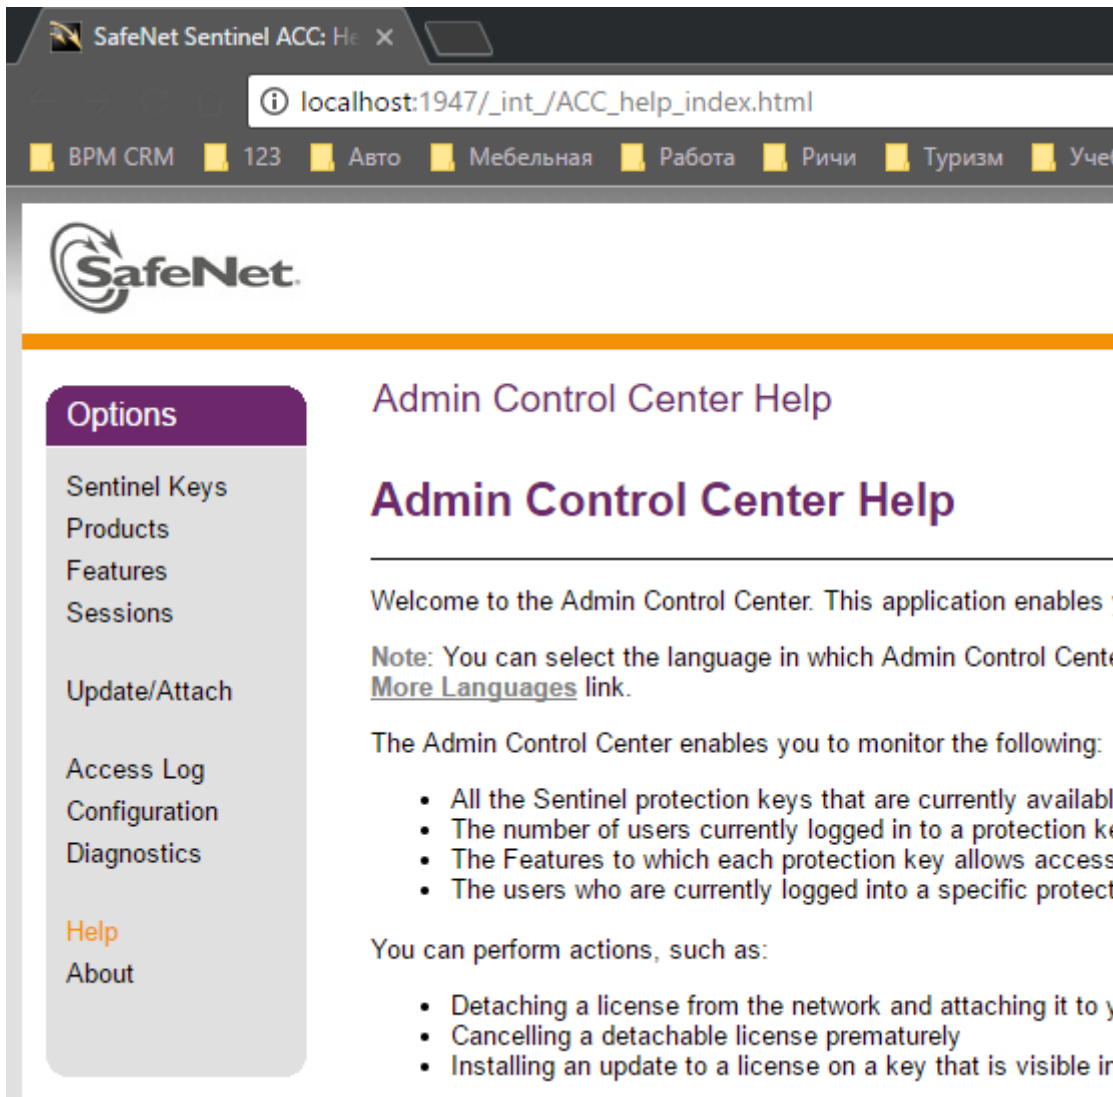 SafeNet Sentinel ACC: He
localhost:1947/_int_/ACC_help_index.html
BPM CRM 123 Авто Мебельная Работа Ричи Туризм Учеб
SafeNet.
Options
Sentinel Keys
Products
Features
Sessions
Update/Attach
Access Log
Configuration
Diagnostics
Help
About
Admin Control Center Help
Admin Control Center Help
Welcome to the Admin Control Center. This application enables
Note: You can select the language in which Admin Control Cente
More Languages link.
The Admin Control Center enables you to monitor the following:
• All the Sentinel protection keys that are currently availabl
• The number of users currently logged in to a protection ke
• The Features to which each protection key allows access
• The users who are currently logged into a specific protect
You can perform actions, such as:
• Detaching a license from the network and attaching it to y
• Cancelling a detachable license prematurely
• Installing an update to a license on a key that is visible in